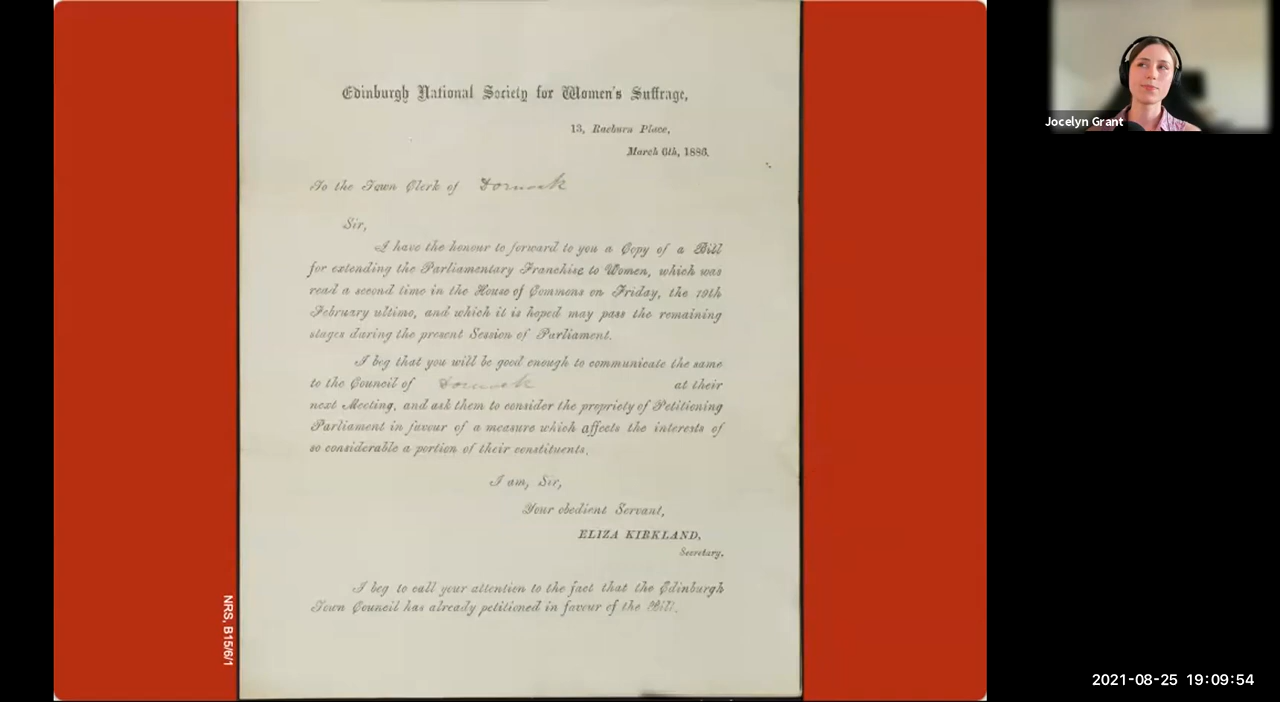 Edinburgh National Society for Women's Suffrage,
13, Raeburn Place,
March 6th, 1886.
To the Town Clerk of Dornock
Sir,
I have the honour to forward to you a Copy of a Bill
for extending the Parliamentary Franchise to Women, which was
read a second time in the House of Commons on Friday, the 19th
February ultimo, and which it is hoped may pass the remaining
stages during the present Session of Parliament.
I beg that you will be good enough to communicate the same
to the Council of Dornock at their
next Meeting, and ask them to consider the propriety of Petitioning
Parliament in favour of a measure which affects the interests of
so considerable a portion of their constituents.
I am, Sir,
Your obedient Servant,
ELIZA KIRKLAND,
Secretary.
I beg to call your attention to the fact that the Edinburgh
Town Council has already petitioned in favour of the Bill.
NRS, B15/6/1
Jocelyn Grant
2021-08-25 19:09:54